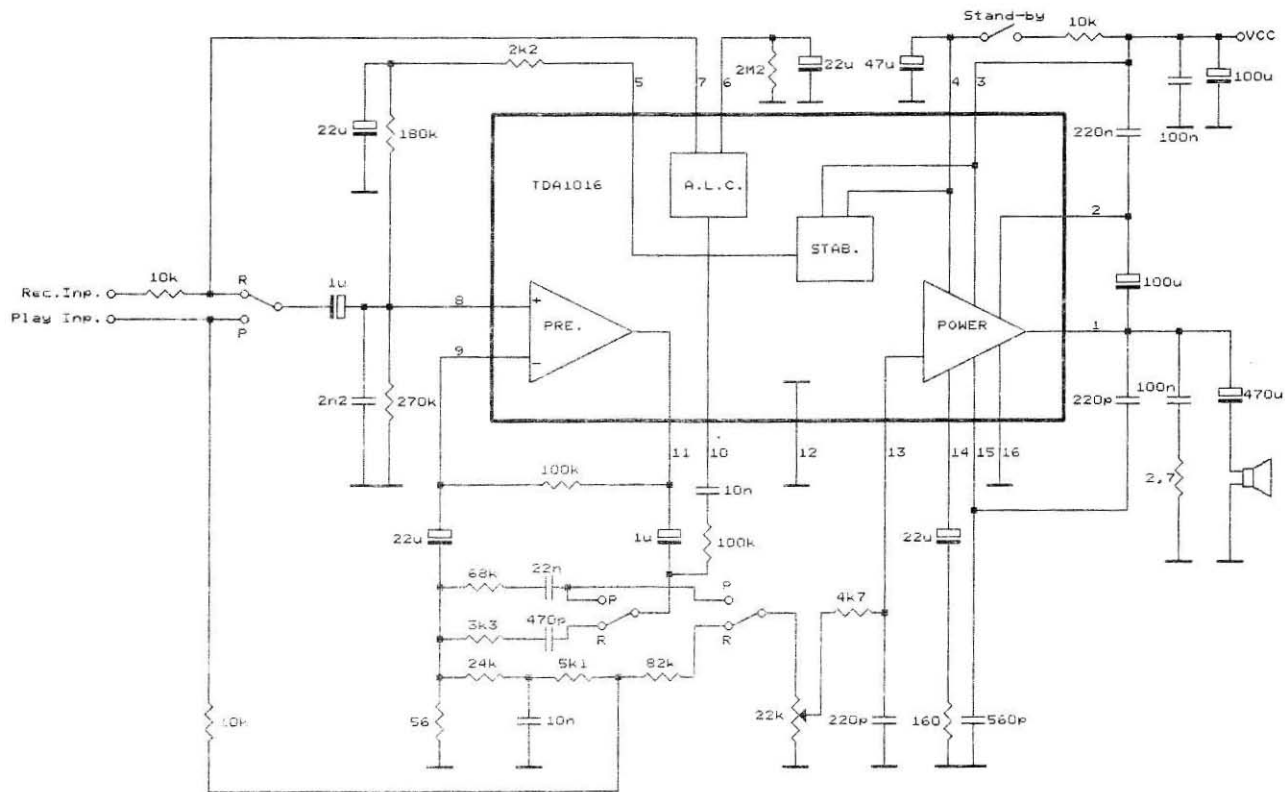 Stand-by
10k
VCC
2k2
7
6
2M2
22u
47u
4
3
100u
5
22u
180k
220n
100n
TDA1016
A.L.C.
2
STAB.
10k
R
1u
100u
Rec.Inp.
8
+
PRE.
POWER
Play Inp.
P
1
9
-
2n2
270k
220p
100n
470u
11
10
12
13
14
15
16
100k
10n
2,7
22u
1u
100k
22u
68k
22n
P
P
4k7
3k3
470p
R
R
24k
5k1
82k
10k
56
10n
22k
220p
160
560p